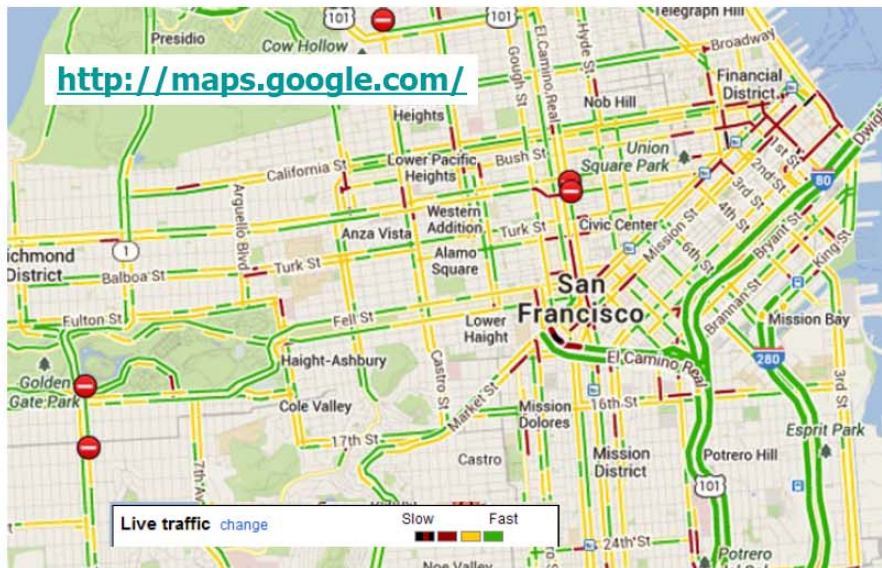 101
Telegraph Hill
Presidio
Cow Hollow
Broadway
http://maps.google.com/
Gough St
El Camino Real
Hyde St
Financial
District
Nob Hill
Heights
California St
Lower Pacific
Heights
Bush St
Union
Square Park
1st St
2nd St
3rd St
4th St
6th St
80
Arguello Blvd
Western
Addition
Anza Vista
Turk St
Civic Center
Mission St
Bryant St
King St
1
Richmond
District
Balboa St
Turk St
Alamo
Square
San
Francisco
Brannan St
Mission Bay
Fulton St
Fell St
Lower
Haight
El Camino Real
280
Haight-Ashbury
Castro St
Golden
Gate Park
Cole Valley
Market St
Mission
Dolores
16th St
3rd St
Esprit Park
17th St
Castro
Mission
District
Potrero Hill
101
7th Av
Live traffic change
Slow
Fast
24th St
Noe Valley
Potrero